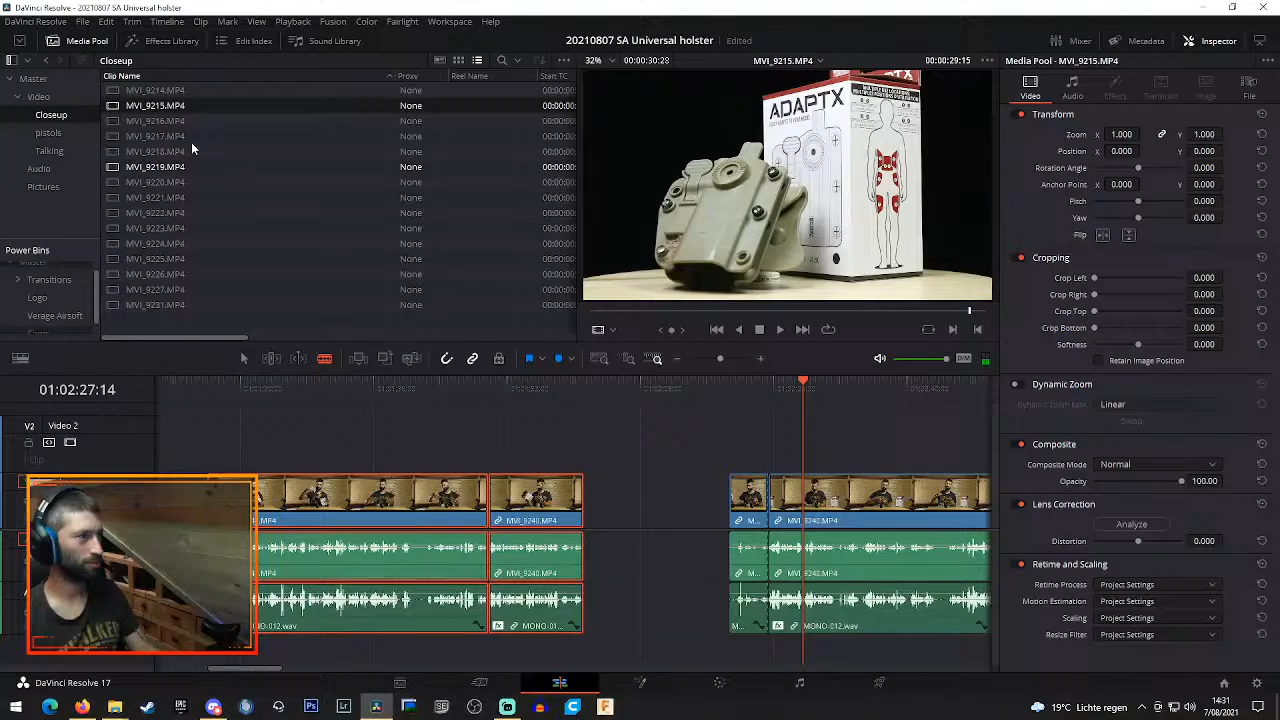 DaVinci Resolve - 20210807 SA Universal holster
DaVinci Resolve File Edit Trim Timeline Clip Mark View Playback Fusion Color Fairlight Workspace Help
Media Pool Effects Library Edit Index Sound Library 20210807 SA Universal holster Edited Mixer Metadata Inspector
Closeup 32% 00:00:30:28 MVI_9215.MP4 00:00:29:15 Media Pool - MVI_9215.MP4
Clip Name Proxy Reel Name Start TC
Master
Video
Closeup
pistols
Talking
Audio
Pictures
Power Bins
Master
Transitions
Logo
Verage Airsoft
MVI_9214.MP4 None 00:00:00:
MVI_9215.MP4 None 00:00:00:
MVI_9216.MP4 None 00:00:00:
MVI_9217.MP4 None 00:00:00:
MVI_9218.MP4 None 00:00:00:
MVI_9219.MP4 None 00:00:00:
MVI_9220.MP4 None 00:00:00:
MVI_9221.MP4 None 00:00:00:
MVI_9222.MP4 None 00:00:00:
MVI_9223.MP4 None 00:00:00:
MVI_9224.MP4 None 00:00:00:
MVI_9225.MP4 None 00:00:00:
MVI_9226.MP4 None 00:00:00:
MVI_9227.MP4 None 00:00:00:
MVI_9231.MP4 None 00:00:00:
ADAPTX
Video Audio Effects Transition Image File
Transform
Zoom X 1.000 Y 1.000
Position X 0.000 Y 0.000
Rotation Angle 0.000
Anchor Point X 0.000 Y 0.000
Pitch 0.000
Yaw 0.000
Flip
Cropping
Crop Left 0.000
Crop Right 0.000
Crop Top 0.000
Crop Bottom 0.000
Softness 0.000
Retain Image Position
Dynamic Zoom
Dynamic Zoom Ease Linear
Swap
Composite
Composite Mode Normal
Opacity 100.00
Lens Correction
Analyze
Distortion 0.000
Retime and Scaling
Retime Process Project Settings
Motion Estimation Project Settings
Scaling Project Settings
Resize Filter Project Settings
DIM
01:02:27:14
V2 Video 2
Clip
.MP4 MVI_9240.MP4 M... MVI_9240.MP4
MVI_9240.MP4 M... MVI_9240.MP4
MONO-012.wav fx MONO-01... M... fx MONO-012.wav
DaVinci Resolve 17
19°C Lichte regen 14:31
7/08/2021